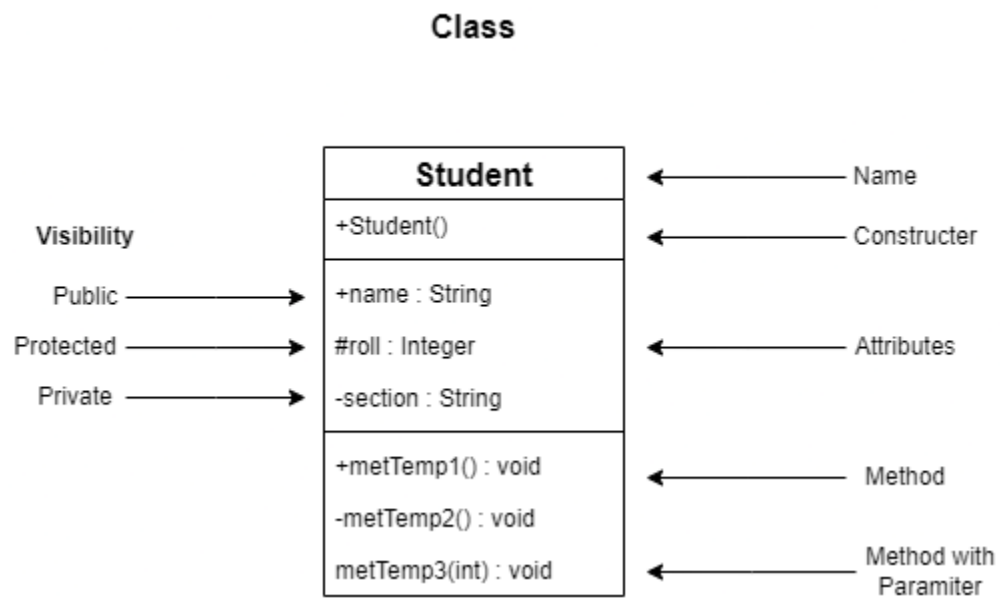 Class
Student
Name
+Student()
Constructer
Visibility
Public
+name : String
Protected
#roll : Integer
Attributes
Private
-section : String
+metTemp1() : void
Method
-metTemp2() : void
metTemp3(int) : void
Method with
Paramiter